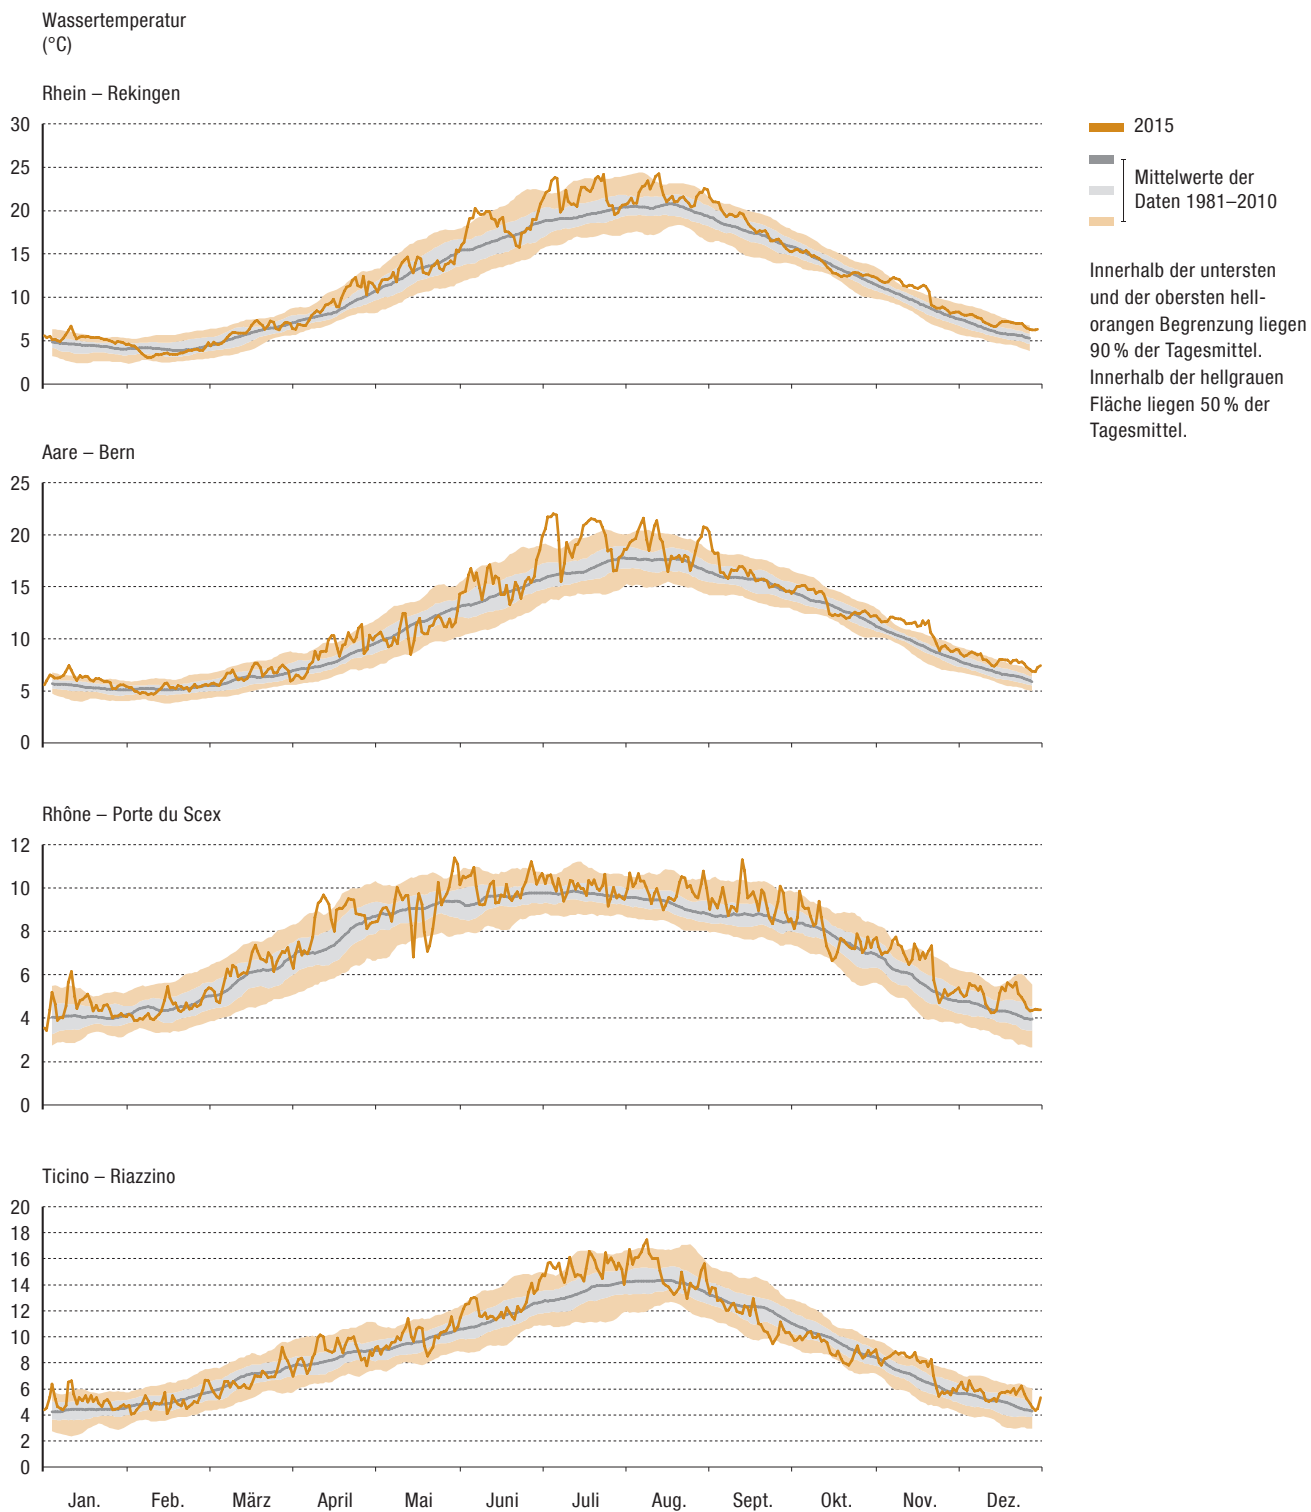 Wassertemperatur
(°C)
Rhein – Rekingen
30
25
20
15
10
5
0
2015
Mittelwerte der
Daten 1981–2010
Innerhalb der untersten
und der obersten hell-
orangen Begrenzung liegen
90 % der Tagesmittel.
Innerhalb der hellgrauen
Fläche liegen 50 % der
Tagesmittel.
Aare – Bern
25
20
15
10
5
0
Rhône – Porte du Scex
12
10
8
6
4
2
0
Ticino – Riazzino
20
18
16
14
12
10
8
6
4
2
0
Jan. Feb. März April Mai Juni Juli Aug. Sept. Okt. Nov. Dez.